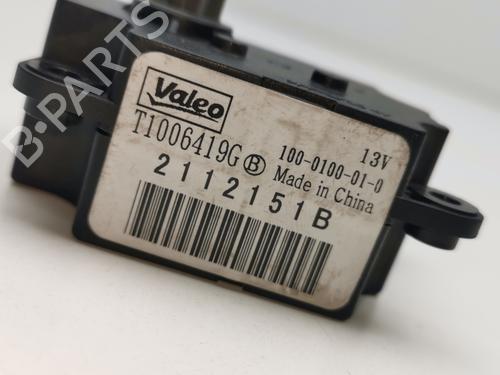 B-PARTS
Valeo
T1006419G B
13V
100-0100-01-0
Made in China
2112151B